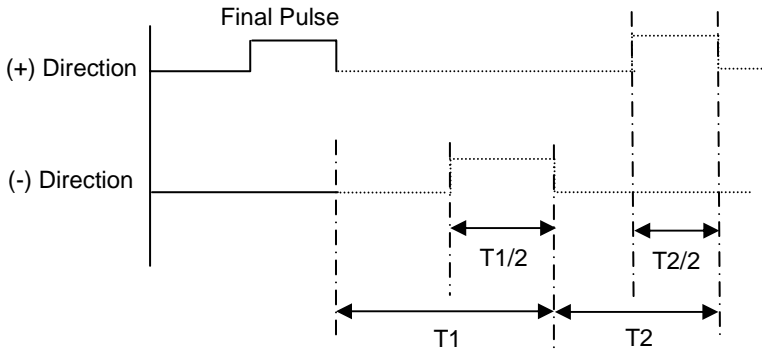 Final Pulse
(+) Direction
(-) Direction
T1/2
T2/2
T1
T2